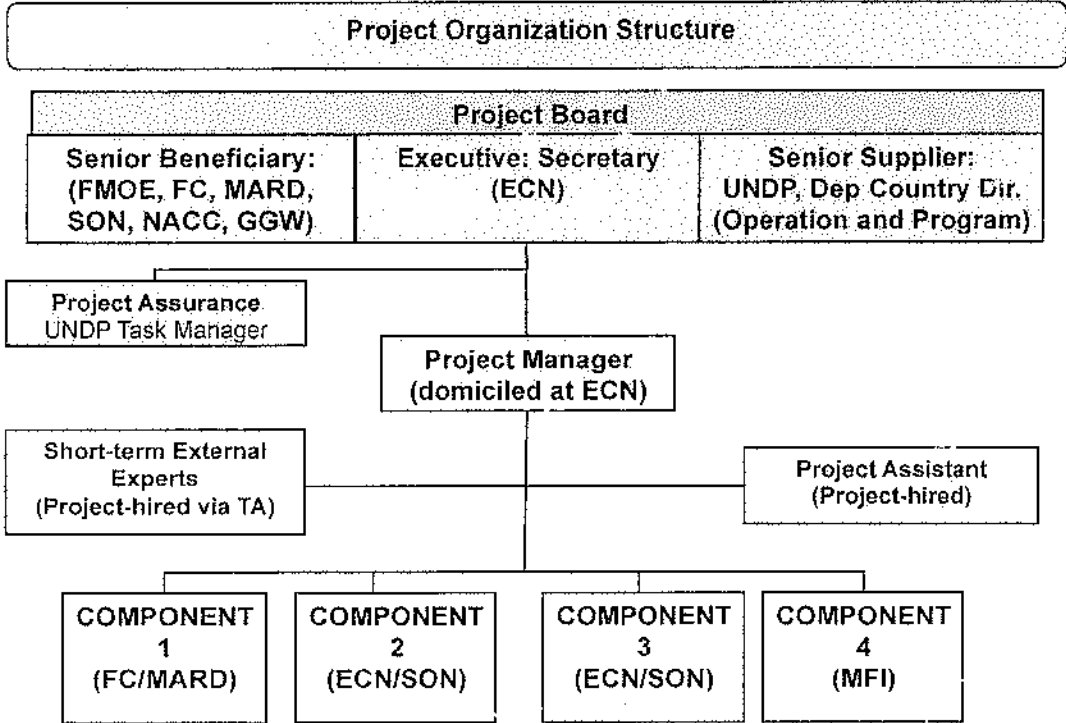 Project Organization Structure
Project Board
Senior Beneficiary:
(FMOE, FC, MARD,
SON, NACC, GGW)
Executive: Secretary
(ECN)
Senior Supplier:
UNDP, Dep Country Dir.
(Operation and Program)
Project Assurance
UNDP Task Manager
Project Manager
(domiciled at ECN)
Short-term External
Experts
(Project-hired via TA)
Project Assistant
(Project-hired)
COMPONENT
1
(FC/MARD)
COMPONENT
2
(ECN/SON)
COMPONENT
3
(ECN/SON)
COMPONENT
4
(MFI)